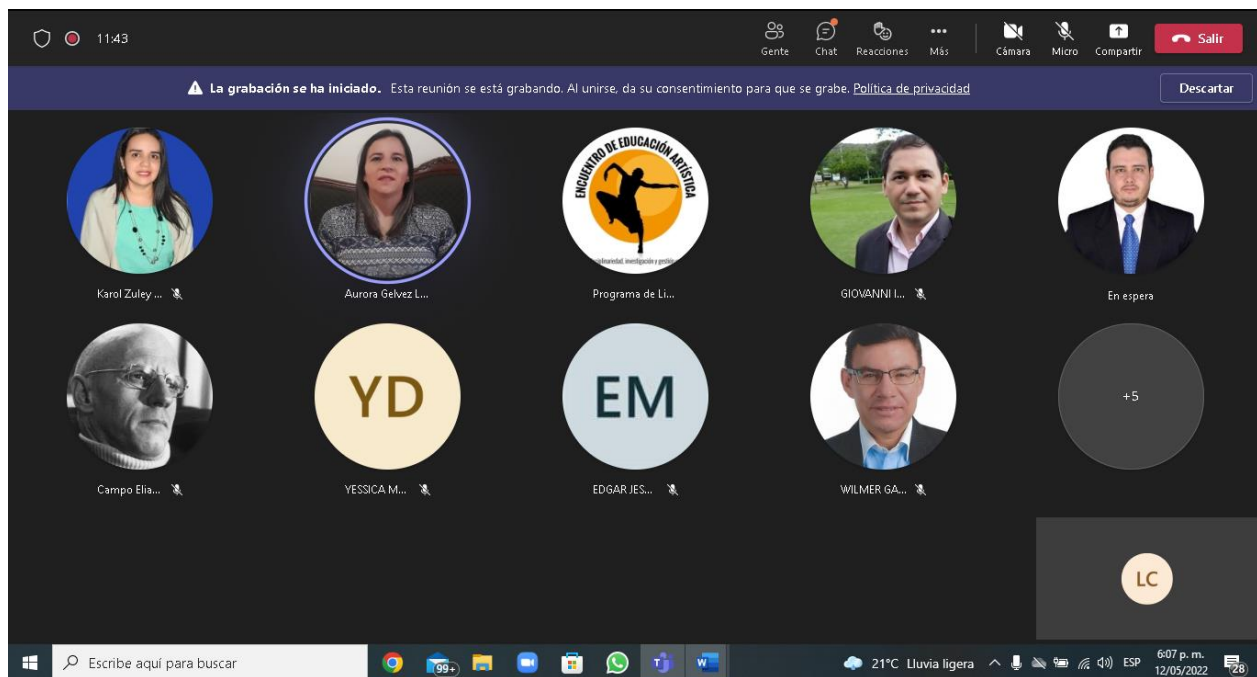 11:43
Gente
Chat
Reacciones
Más
Cámara
Micro
Compartir
Salir
La grabación se ha iniciado. Esta reunión se está grabando. Al unirse, da su consentimiento para que se grabe. Política de privacidad
Descartar
ENCUENTRO DE EDUCACIÓN ARTÍSTICA
investigación y gestión
Karol Zuley ...
Aurora Gelvez L...
Programa de Li...
GIOVANNI I...
En espera
YD
EM
+5
Campo Elia...
YESSICA M...
EDGAR JES...
WILMER GA...
LC
Escribe aquí para buscar
99+
21°C Lluvia ligera
ESP
6:07 p. m.
12/05/2022
28